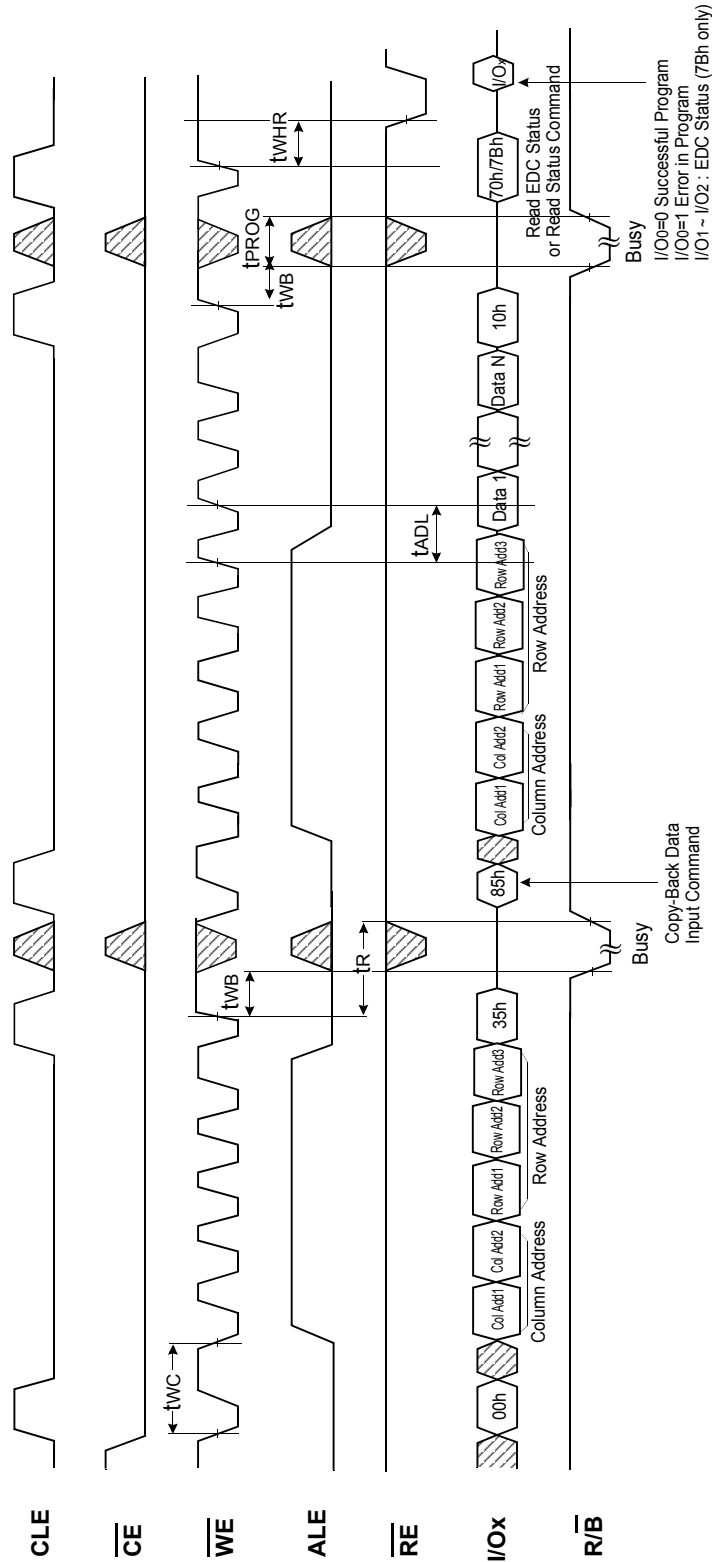 CLE
CE
WE
ALE
RE
I/Ox
R/B
tWC
tWB
tR
tADL
tWB
tPROG
tWHR
00h
Col Add1
Col Add2
Row Add1
Row Add2
Row Add3
35h
85h
Col Add1
Col Add2
Row Add1
Row Add2
Row Add3
Data 1
Data N
10h
70h/7Bh
I/Ox
Column Address
Row Address
Column Address
Row Address
Read EDC Status
or Read Status Command
Busy
Copy-Back Data
Input Command
Busy
I/O0=0 Successful Program
I/O0=1 Error in Program
I/O1 ~ I/O2 : EDC Status (7Bh only)